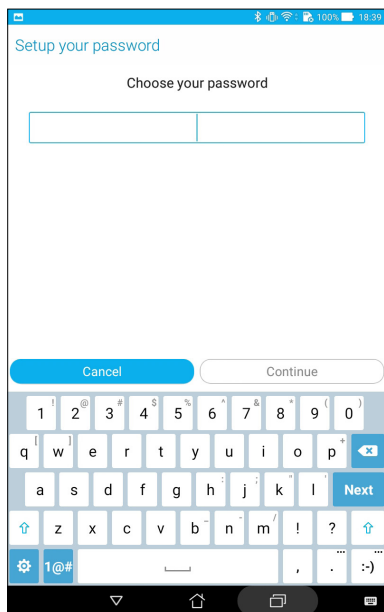 100% 18:39
Setup your password
Choose your password
Cancel Continue
1 ! 2 @ 3 # 4 $ 5 % 6 ^ 7 & 8 * 9 ( 0 )
q [ w ] e r t y u i o p +
a s d f g h : j ; k " l ' Next
z x c v b - n - m / ! ?
1@# , . ... :-) ...